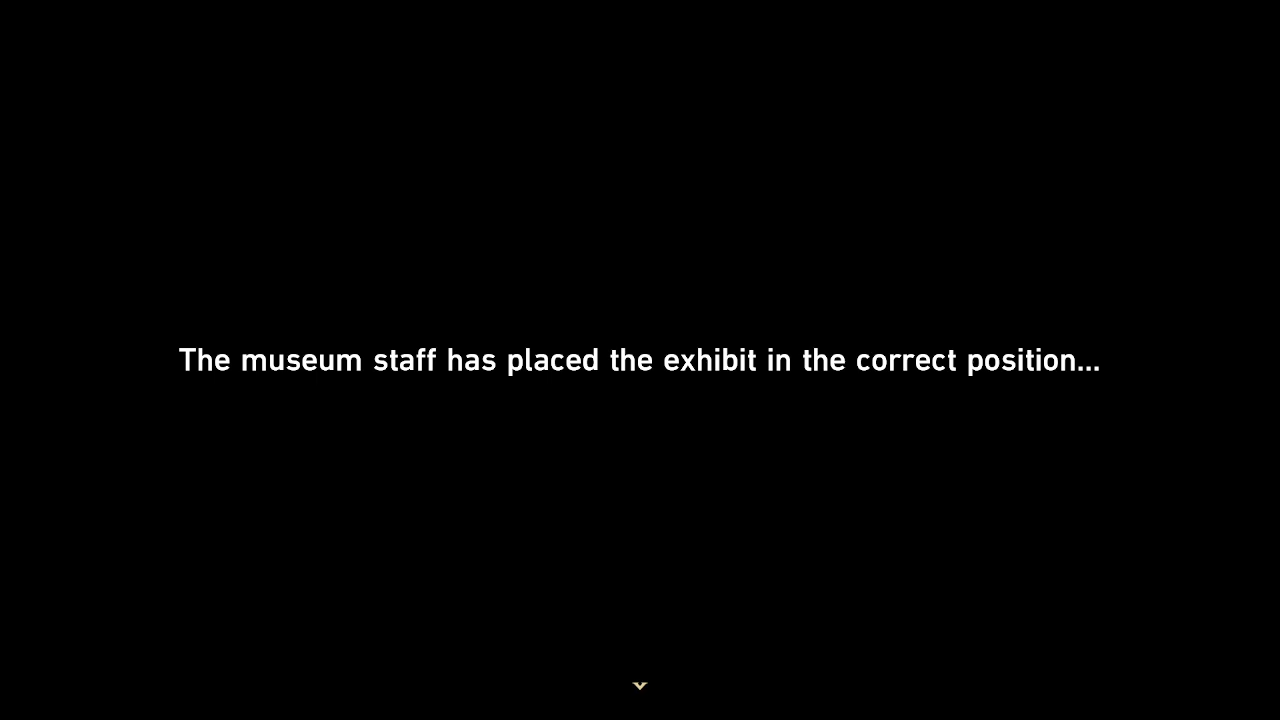 The museum staff has placed the exhibit in the correct position...